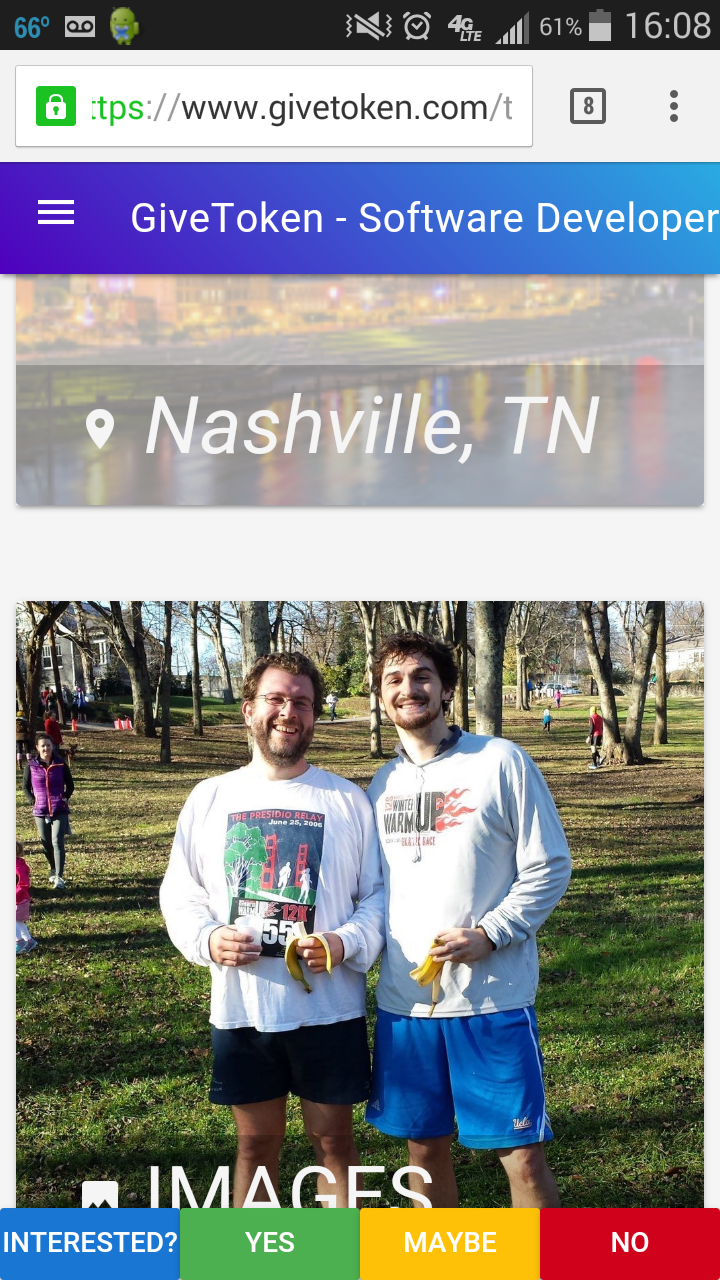 66° 4G LTE 61% 16:08
ttps://www.givetoken.com/t 8
GiveToken - Software Developer
Nashville, TN
THE PRESIDIO RELAY
June 25, 2006
WINTER
WARM UP
12K
55
UCLA
IMAGES
INTERESTED? YES MAYBE NO